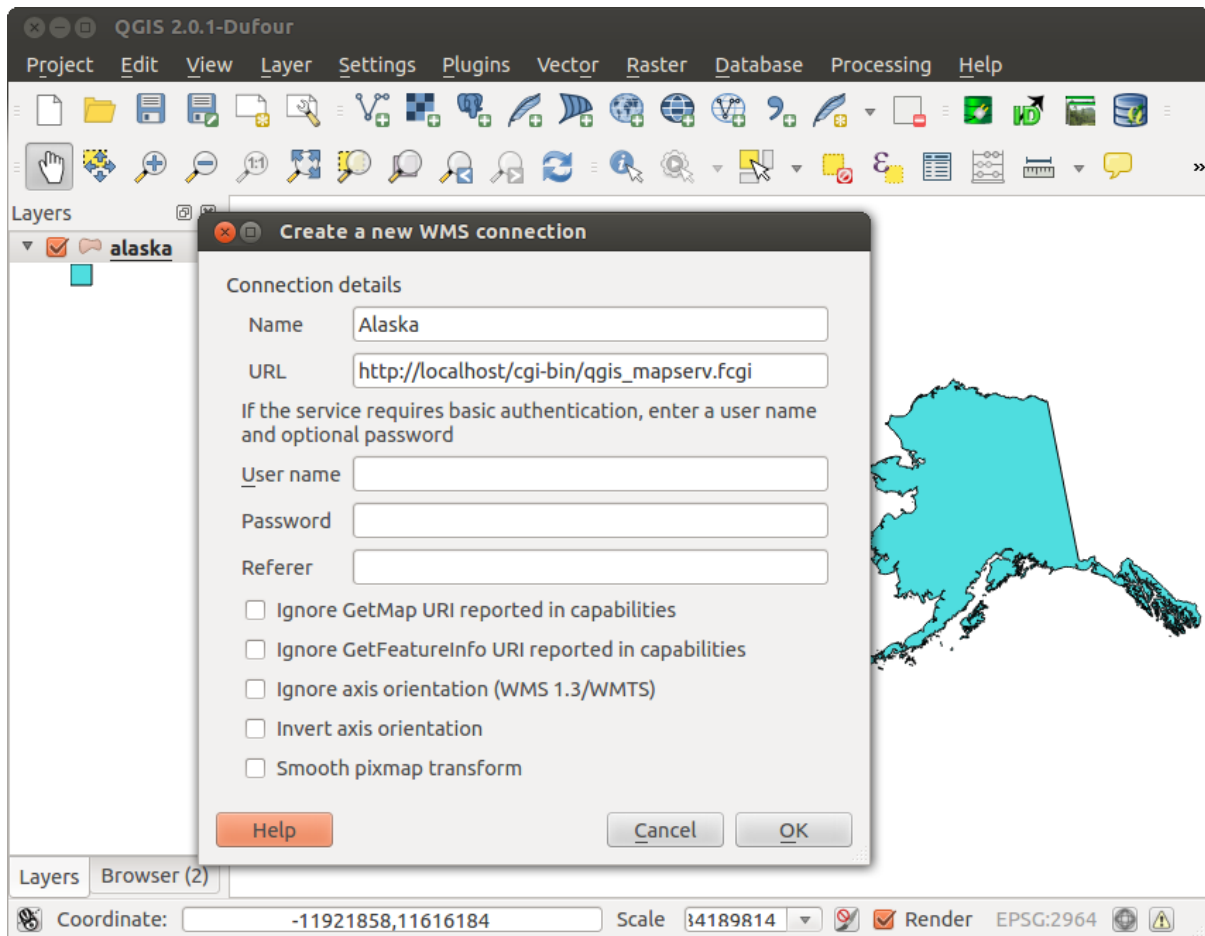 QGIS 2.0.1-Dufour
Project Edit View Layer Settings Plugins Vector Raster Database Processing Help
1:1
Layers
alaska
Create a new WMS connection
Connection details
Name Alaska
URL http://localhost/cgi-bin/qgis_mapserv.fcgi
If the service requires basic authentication, enter a user name
and optional password
User name
Password
Referer
Ignore GetMap URI reported in capabilities
Ignore GetFeatureInfo URI reported in capabilities
Ignore axis orientation (WMS 1.3/WMTS)
Invert axis orientation
Smooth pixmap transform
Help Cancel OK
Layers Browser (2)
Coordinate: -11921858,11616184 Scale 34189814 Render EPSG:2964